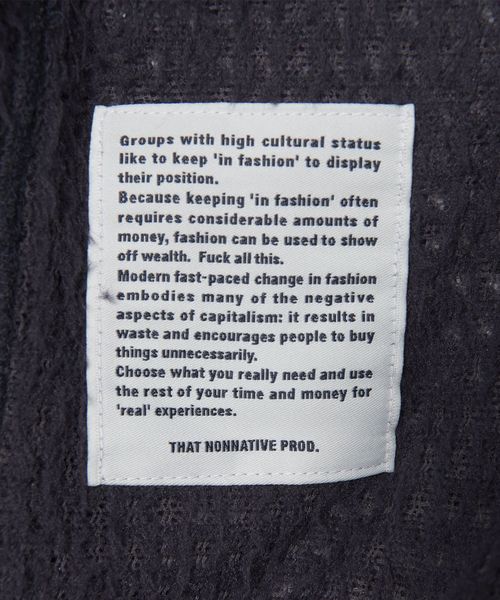 Groups with high cultural status
like to keep 'in fashion' to display
their position.
Because keeping 'in fashion' often
requires considerable amounts of
money, fashion can be used to show
off wealth. Fuck all this.
Modern fast-paced change in fashion
embodies many of the negative
aspects of capitalism: it results in
waste and encourages people to buy
things unnecessarily.
Choose what you really need and use
the rest of your time and money for
'real' experiences.
THAT NONNATIVE PROD.